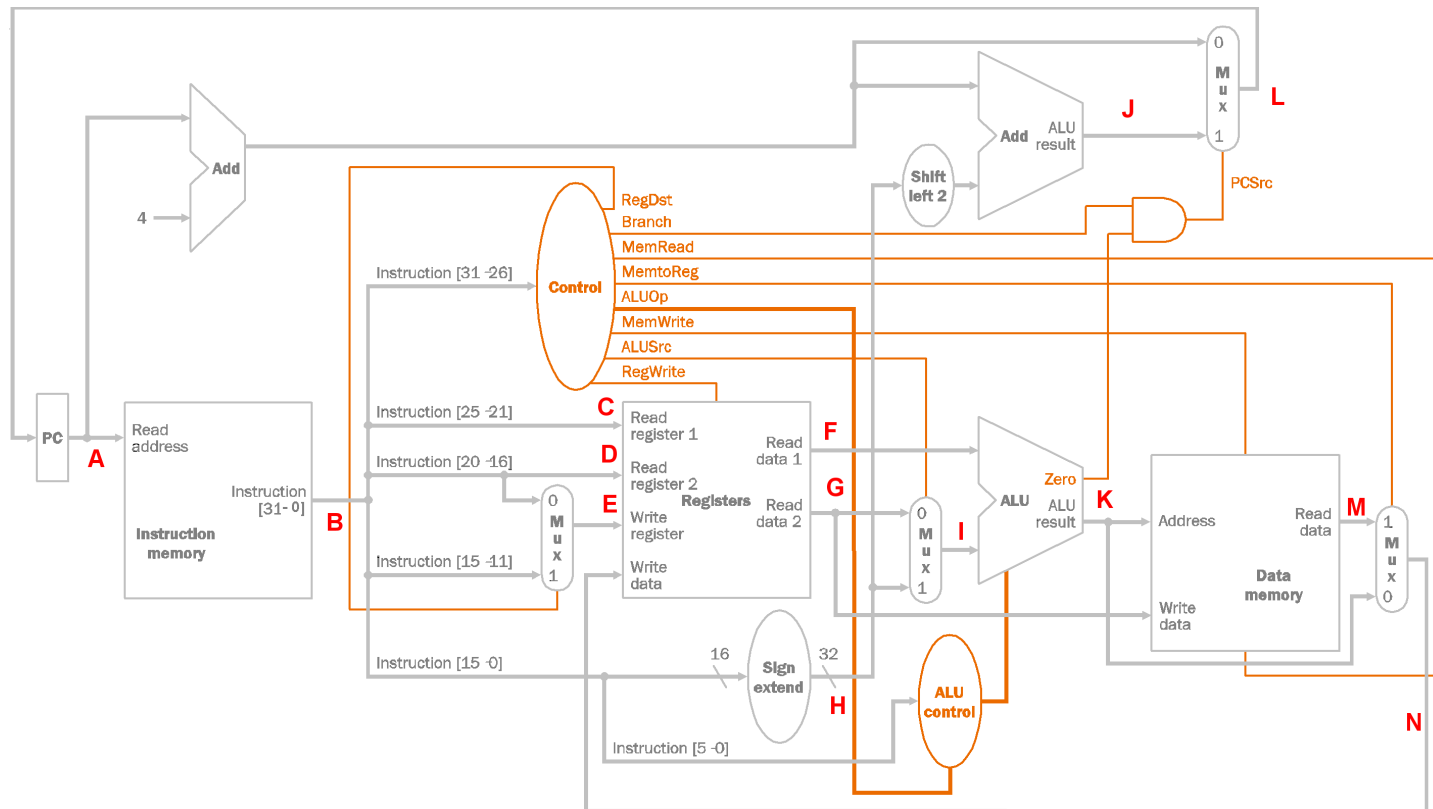 0
M
u
x
1
L
J
Add
ALU
result
Add
4
Shift
left 2
PCSrc
RegDst
Branch
MemRead
MemtoReg
ALUOp
MemWrite
ALUSrc
RegWrite
Control
Instruction [31-26]
Instruction [25-21]
Instruction [20-16]
Instruction [15-11]
Instruction [15-0]
Instruction [5-0]
PC
A
Read
address
Instruction
[31-0]
Instruction
memory
B
C
D
E
0
M
u
x
1
Read
register 1
Read
register 2
Write
register
Write
data
Registers
Read
data 1
Read
data 2
F
G
0
M
u
x
1
I
Zero
ALU
ALU
result
K
Address
Write
data
Read
data
Data
memory
M
1
M
u
x
0
N
16
Sign
extend
32
H
ALU
control